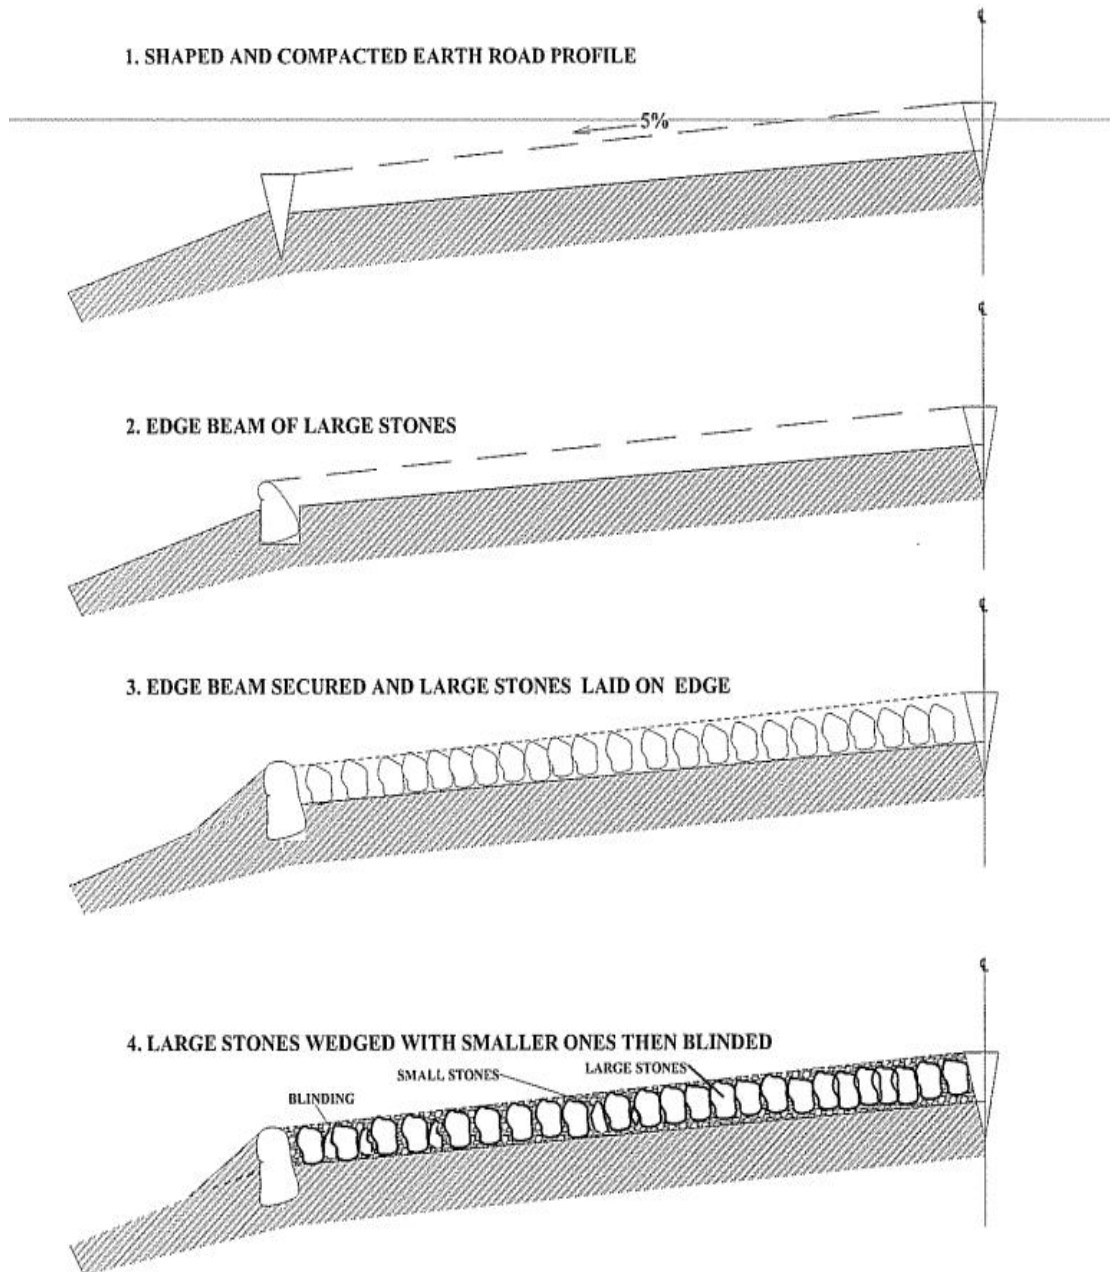 1. SHAPED AND COMPACTED EARTH ROAD PROFILE
℄
5%
℄
2. EDGE BEAM OF LARGE STONES
℄
3. EDGE BEAM SECURED AND LARGE STONES LAID ON EDGE
℄
4. LARGE STONES WEDGED WITH SMALLER ONES THEN BLINDED
LARGE STONES
SMALL STONES
BLINDING